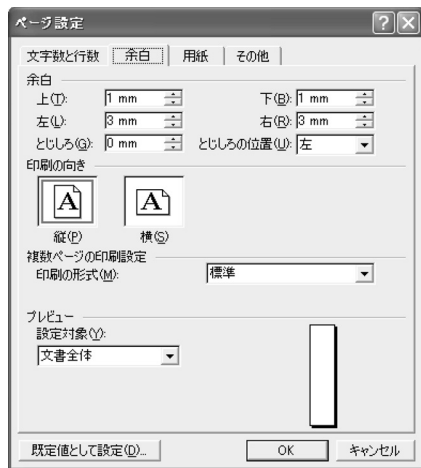 ページ設定
文字数と行数 余白 用紙 その他
余白
上(T): 1 mm 下(B): 1 mm
左(L): 3 mm 右(R): 3 mm
とじしろ(G): 0 mm とじしろの位置(U): 左
印刷の向き
A A
縦(P) 横(S)
複数ページの印刷設定
印刷の形式(M): 標準
プレビュー
設定対象(Y):
文書全体
既定値として設定(D)... OK キャンセル